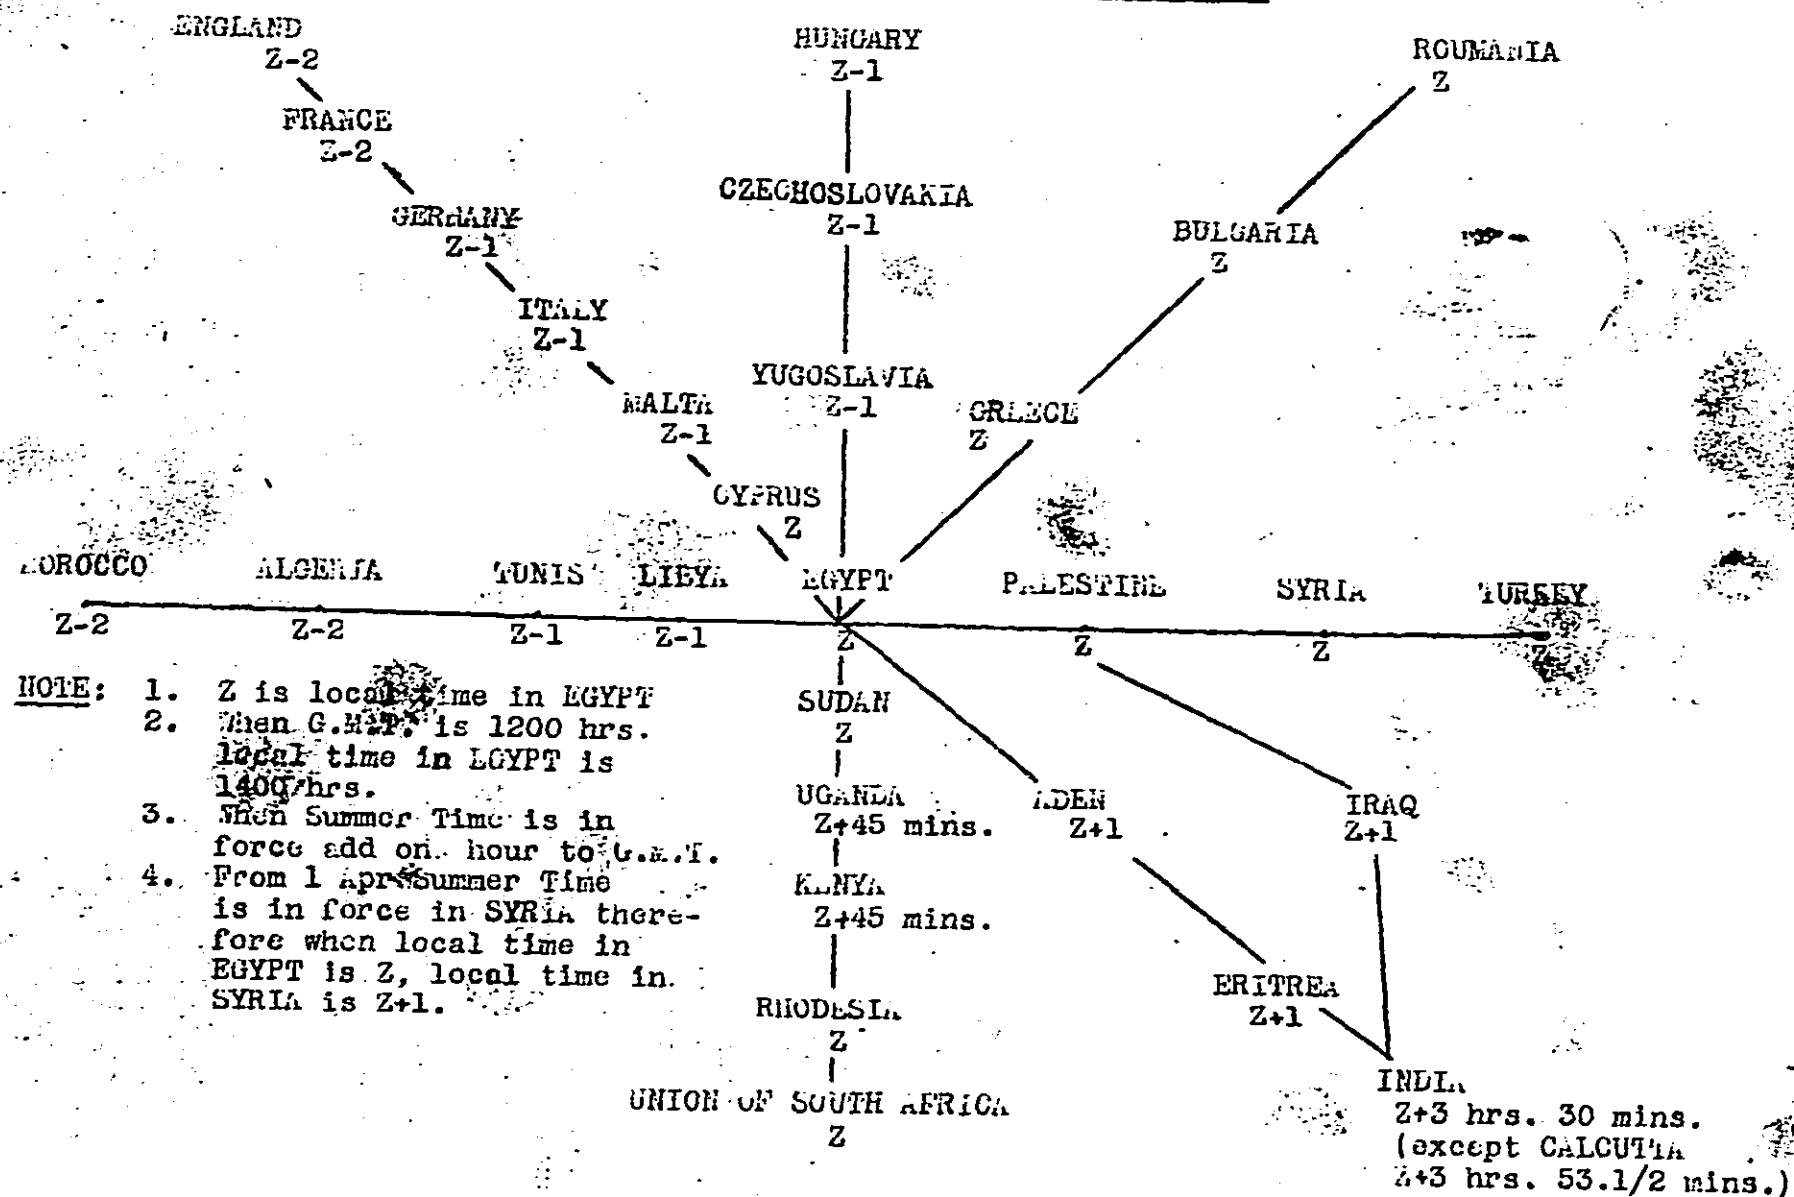 ENGLAND
Z-2
HUNGARY
Z-1
ROUMANIA
Z
FRANCE
Z-2
CZECHOSLOVAKIA
Z-1
GERMANY
Z-1
BULGARIA
Z
ITALY
Z-1
YUGOSLAVIA
Z-1
MALTA
Z-1
GREECE
Z
CYPRUS
Z
MOROCCO ALGERIA TUNIS LIBYA EGYPT PALESTINE SYRIA TURKEY
Z-2 Z-2 Z-1 Z-1 Z Z Z Z
NOTE: 1. Z is local time in EGYPT
2. When G.M.T. is 1200 hrs.
local time in EGYPT is
1400 hrs.
3. When Summer Time is in
force add one hour to G.M.T.
4. From 1 Apr Summer Time
is in force in SYRIA there-
fore when local time in
EGYPT is Z, local time in
SYRIA is Z+1.
SUDAN
Z
UGANDA
Z+45 mins.
ADEN
Z+1
IRAQ
Z+1
KENYA
Z+45 mins.
ERITREA
Z+1
RHODESIA
Z
UNION OF SOUTH AFRICA
Z
INDIA
Z+3 hrs. 30 mins.
(except CALCUTTA
Z+3 hrs. 53.1/2 mins.)